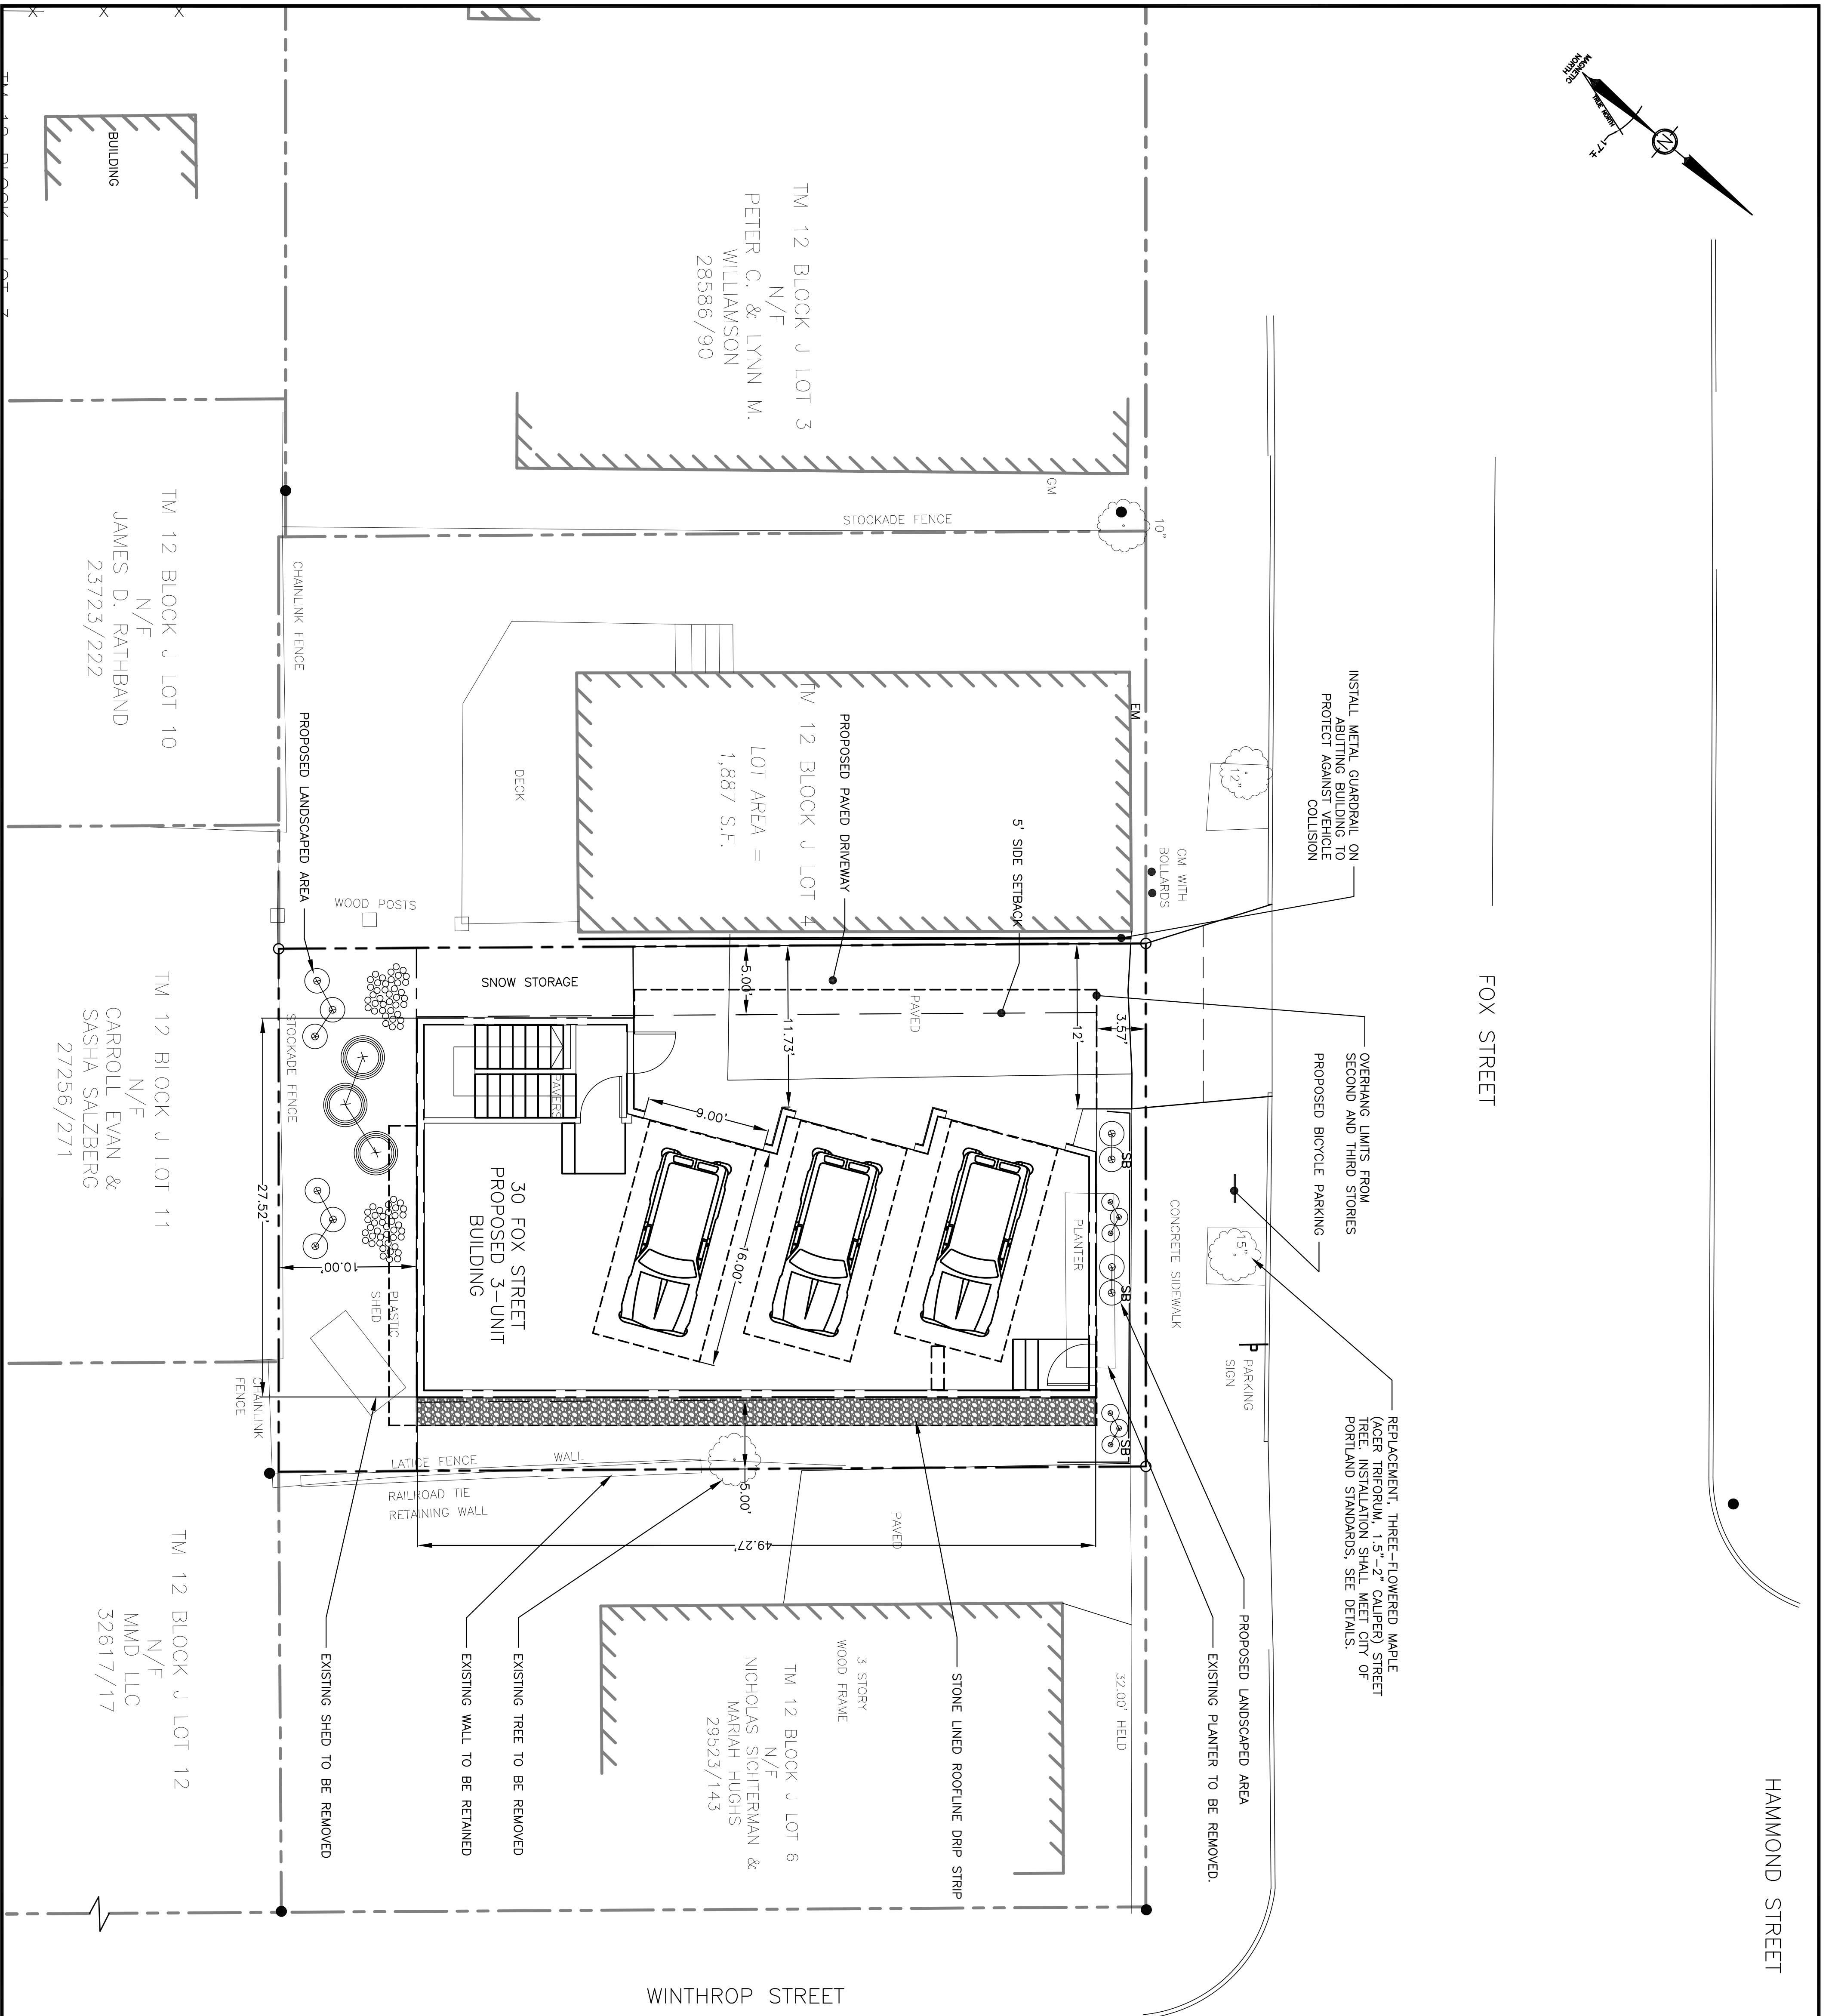 MAGNETIC
NORTH
TRUE NORTH
17°±
HAMMOND STREET
FOX STREET
WINTHROP STREET
INSTALL METAL GUARDRAIL ON
ABUTTING BUILDING TO
PROTECT AGAINST VEHICLE
COLLISION
OVERHANG LIMITS FROM
SECOND AND THIRD STORIES
PROPOSED BICYCLE PARKING
REPLACEMENT, THREE-FLOWERED MAPLE
(ACER TRIFORUM, 1.5"-2" CALIPER) STREET
TREE. INSTALLATION SHALL MEET CITY OF
PORTLAND STANDARDS, SEE DETAILS.
12"
15"
10"
GM WITH
BOLLARDS
CONCRETE SIDEWALK
PARKING
SIGN
PROPOSED LANDSCAPED AREA
EXISTING PLANTER TO BE REMOVED.
32.00' HELD
EM
GM
SB
SB
SB
3.57'
12'
PLANTER
STOCKADE FENCE
5' SIDE SETBACK
PAVED
PAVED
STONE LINED ROOFLINE DRIP STRIP
PROPOSED PAVED DRIVEWAY
TM 12 BLOCK J LOT 3
N/F
PETER C. & LYNN M.
WILLIAMSON
28586/90
TM 12 BLOCK J LOT 4
LOT AREA =
1,887 S.F.
11.73'
5.00'
9.00'
16.00'
5.00'
49.27'
3 STORY
WOOD FRAME
TM 12 BLOCK J LOT 6
N/F
NICHOLAS SICHTERMAN &
MARIAH HUGHS
29523/143
SNOW STORAGE
PAVERS
30 FOX STREET
PROPOSED 3-UNIT
BUILDING
DECK
WALL
LATICE FENCE
RAILROAD TIE
RETAINING WALL
EXISTING TREE TO BE REMOVED
EXISTING WALL TO BE RETAINED
EXISTING SHED TO BE REMOVED
WOOD POSTS
PLASTIC
SHED
10.00'
27.52'
CHAINLINK FENCE
PROPOSED LANDSCAPED AREA
STOCKADE FENCE
CHAINLINK
FENCE
BUILDING
TM 12 BLOCK J LOT 10
N/F
JAMES D. RATHBAND
23723/222
TM 12 BLOCK J LOT 11
N/F
CARROLL EVAN &
SASHA SALZBERG
27256/271
TM 12 BLOCK J LOT 12
N/F
MMD LLC
32617/17
X X X